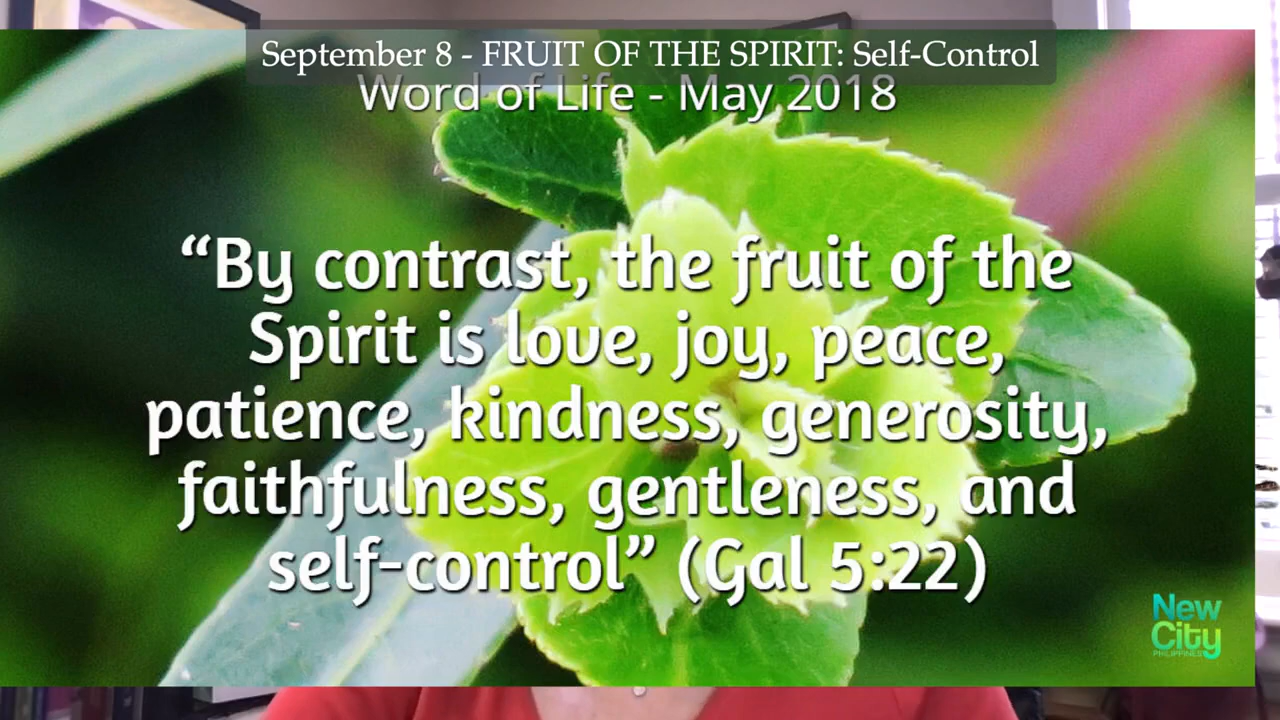 September 8 - FRUIT OF THE SPIRIT: Self-Control
Word of Life - May 2018
“By contrast, the fruit of the
Spirit is love, joy, peace,
patience, kindness, generosity,
faithfulness, gentleness, and
self-control” (Gal 5:22)
New
City
PHILIPPINES